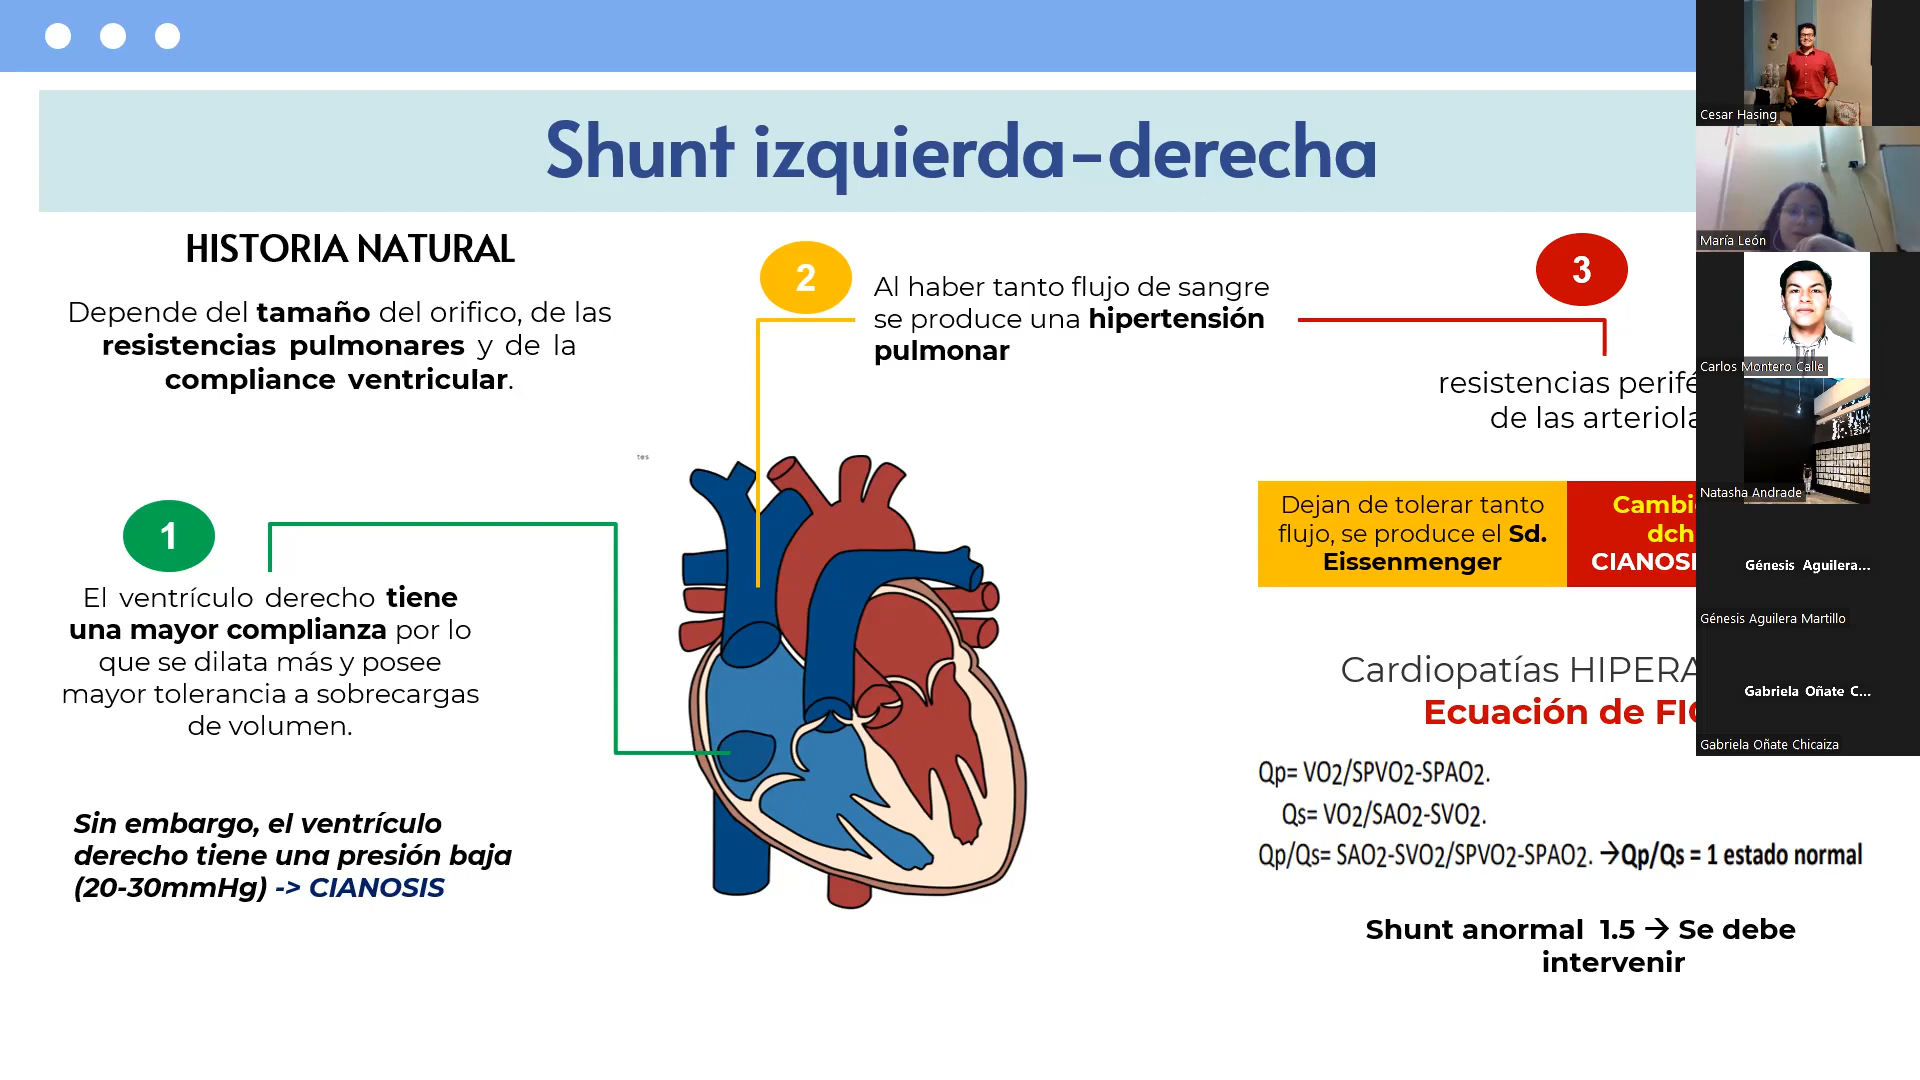 Shunt izquierda-derecha
HISTORIA NATURAL
Depende del tamaño del orifico, de las
resistencias pulmonares y de la
compliance ventricular.
1
El ventrículo derecho tiene
una mayor complianza por lo
que se dilata más y posee
mayor tolerancia a sobrecargas
de volumen.
Sin embargo, el ventrículo
derecho tiene una presión baja
(20-30mmHg) -> CIANOSIS
2
Al haber tanto flujo de sangre
se produce una hipertensión
pulmonar
tes
3
resistencias perifé
de las arteriola
Dejan de tolerar tanto
flujo, se produce el Sd.
Eissenmenger
Cambi
dch
CIANOSI
Cardiopatías HIPERA
Ecuación de FI
Qp= VO2/SPVO2-SPAO2.
Qs= VO2/SAO2-SVO2.
Qp/Qs= SAO2-SVO2/SPVO2-SPAO2. →Qp/Qs = 1 estado normal
Shunt anormal 1.5 → Se debe
intervenir
Cesar Hasing
María León
Carlos Montero Calle
Natasha Andrade
Génesis Aguilera...
Génesis Aguilera Martillo
Gabriela Oñate C...
Gabriela Oñate Chicaiza